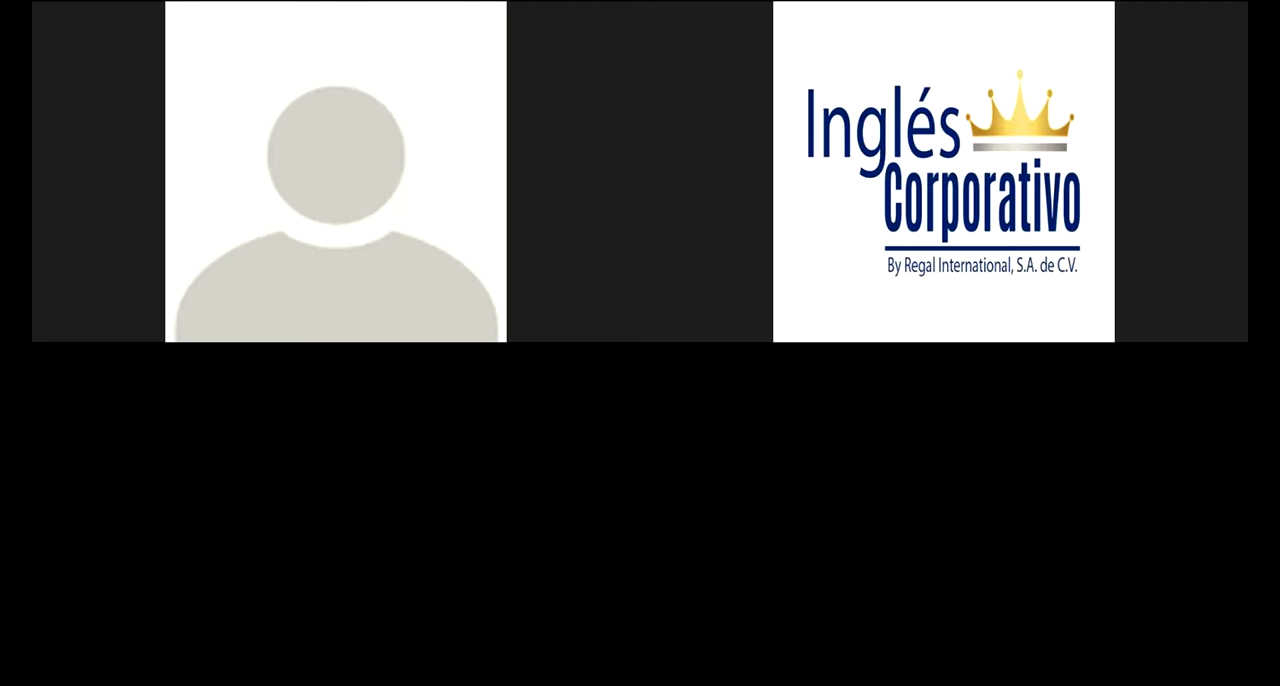 Inglés
Corporativo
By Regal International, S.A. de C.V.